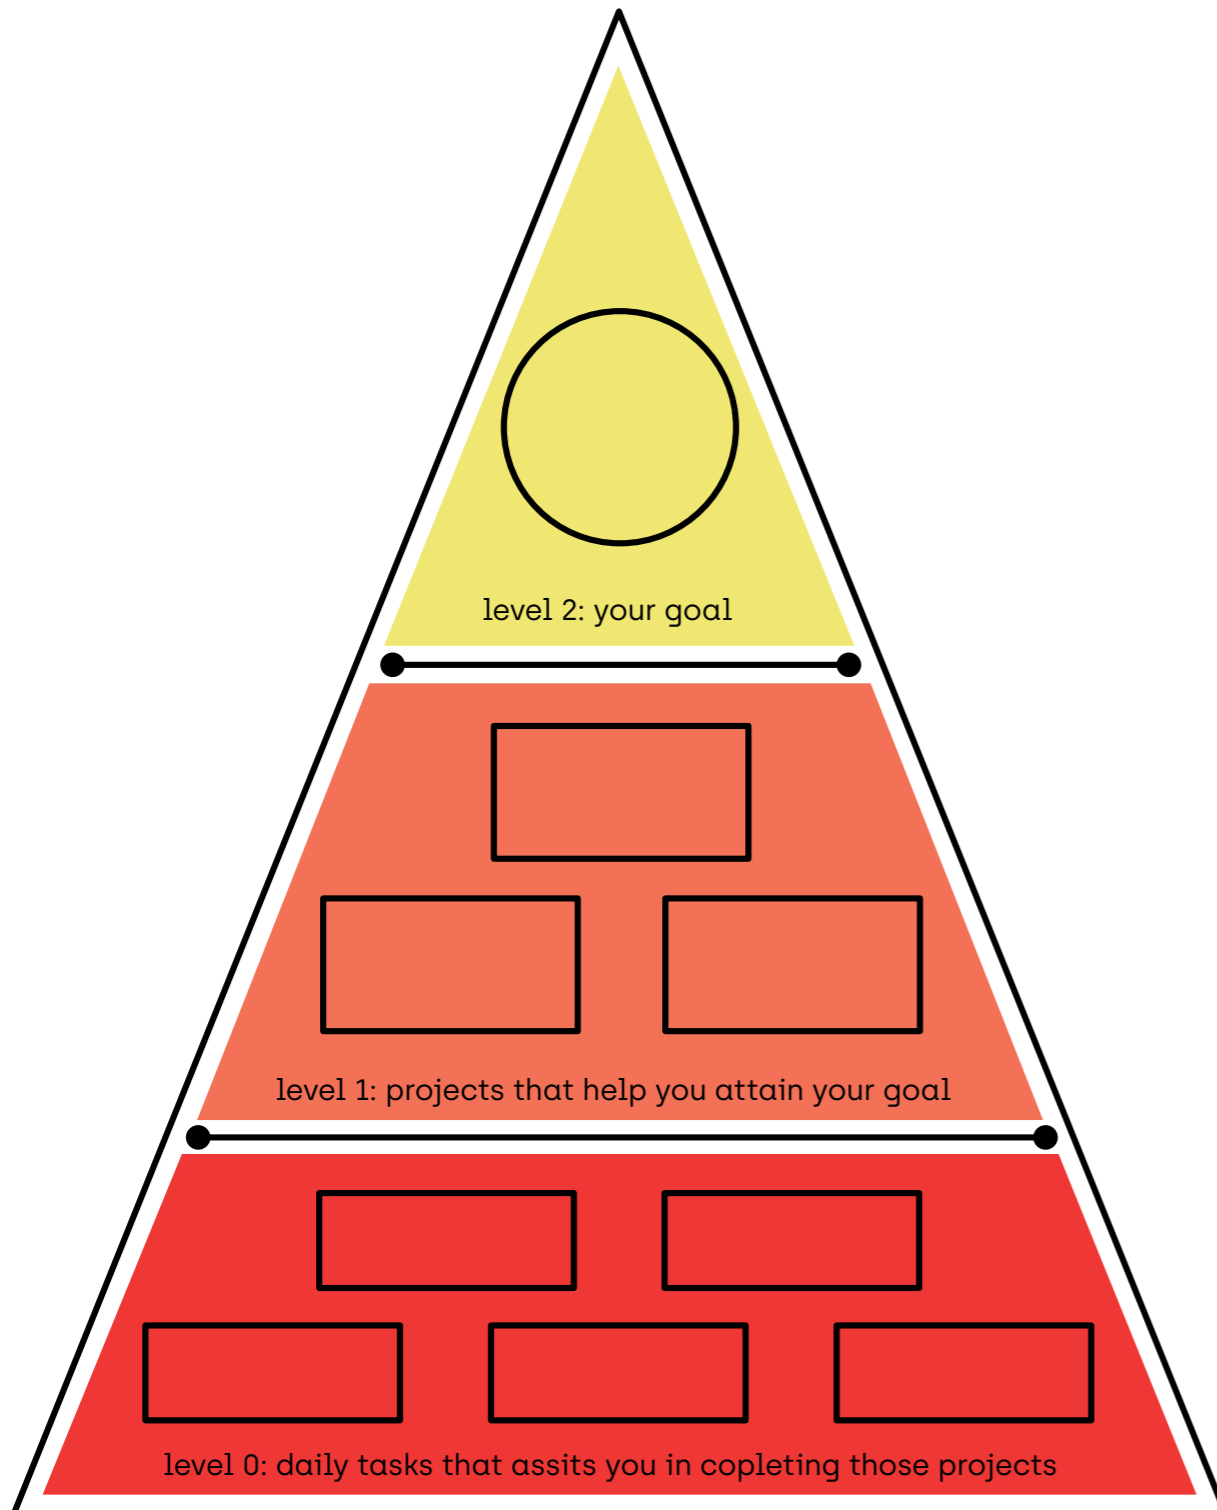 level 2: your goal
level 1: projects that help you attain your goal
level 0: daily tasks that assits you in copleting those projects